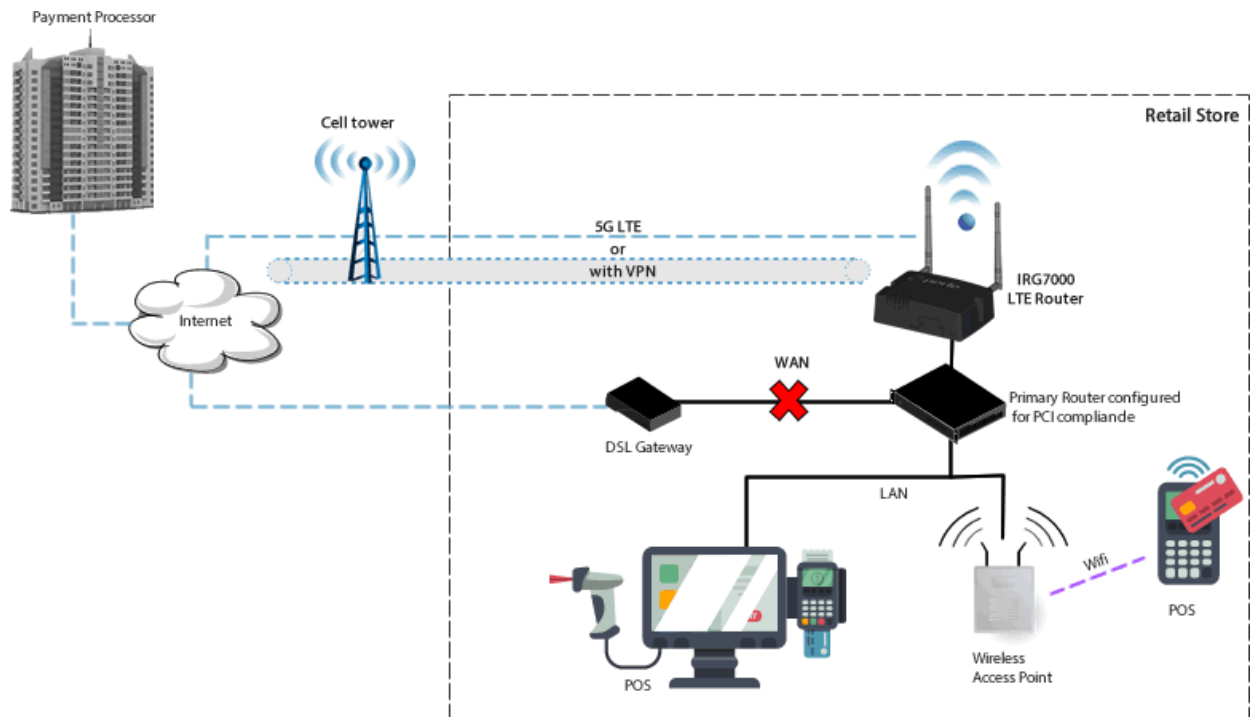 Payment Processor
Retail Store
Cell tower
5G LTE
or
with VPN
IRG7000
LTE Router
Internet
WAN
Primary Router configured
for PCI compliande
DSL Gateway
LAN
Wifi
POS
Wireless
Access Point
POS